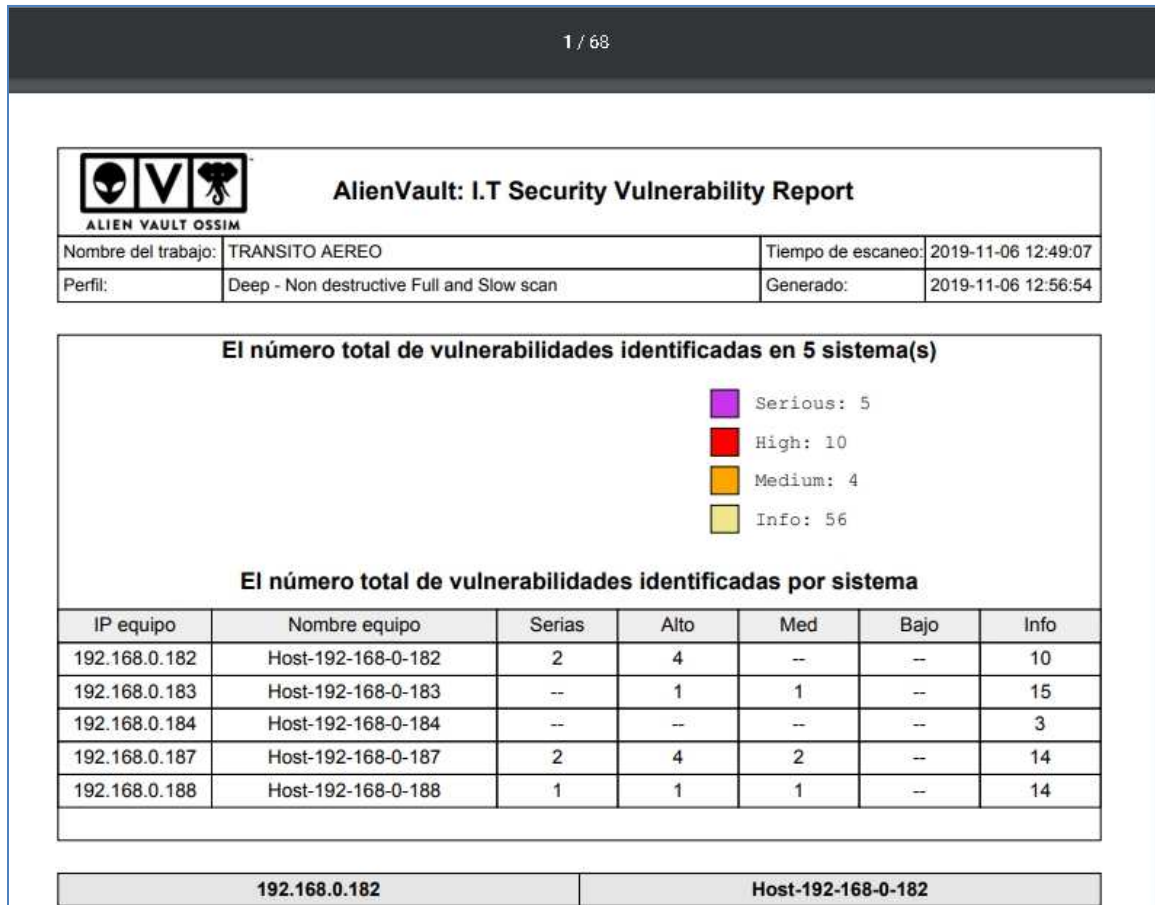 1 / 68
ALIEN VAULT OSSIM
AlienVault: I.T Security Vulnerability Report
Nombre del trabajo: TRANSITO AEREO Tiempo de escaneo: 2019-11-06 12:49:07
Perfil: Deep - Non destructive Full and Slow scan Generado: 2019-11-06 12:56:54
El número total de vulnerabilidades identificadas en 5 sistema(s)
Serious: 5
High: 10
Medium: 4
Info: 56
El número total de vulnerabilidades identificadas por sistema
IP equipo Nombre equipo Serias Alto Med Bajo Info
192.168.0.182 Host-192-168-0-182 2 4 -- -- 10
192.168.0.183 Host-192-168-0-183 -- 1 1 -- 15
192.168.0.184 Host-192-168-0-184 -- -- -- -- 3
192.168.0.187 Host-192-168-0-187 2 4 2 -- 14
192.168.0.188 Host-192-168-0-188 1 1 1 -- 14
192.168.0.182 Host-192-168-0-182